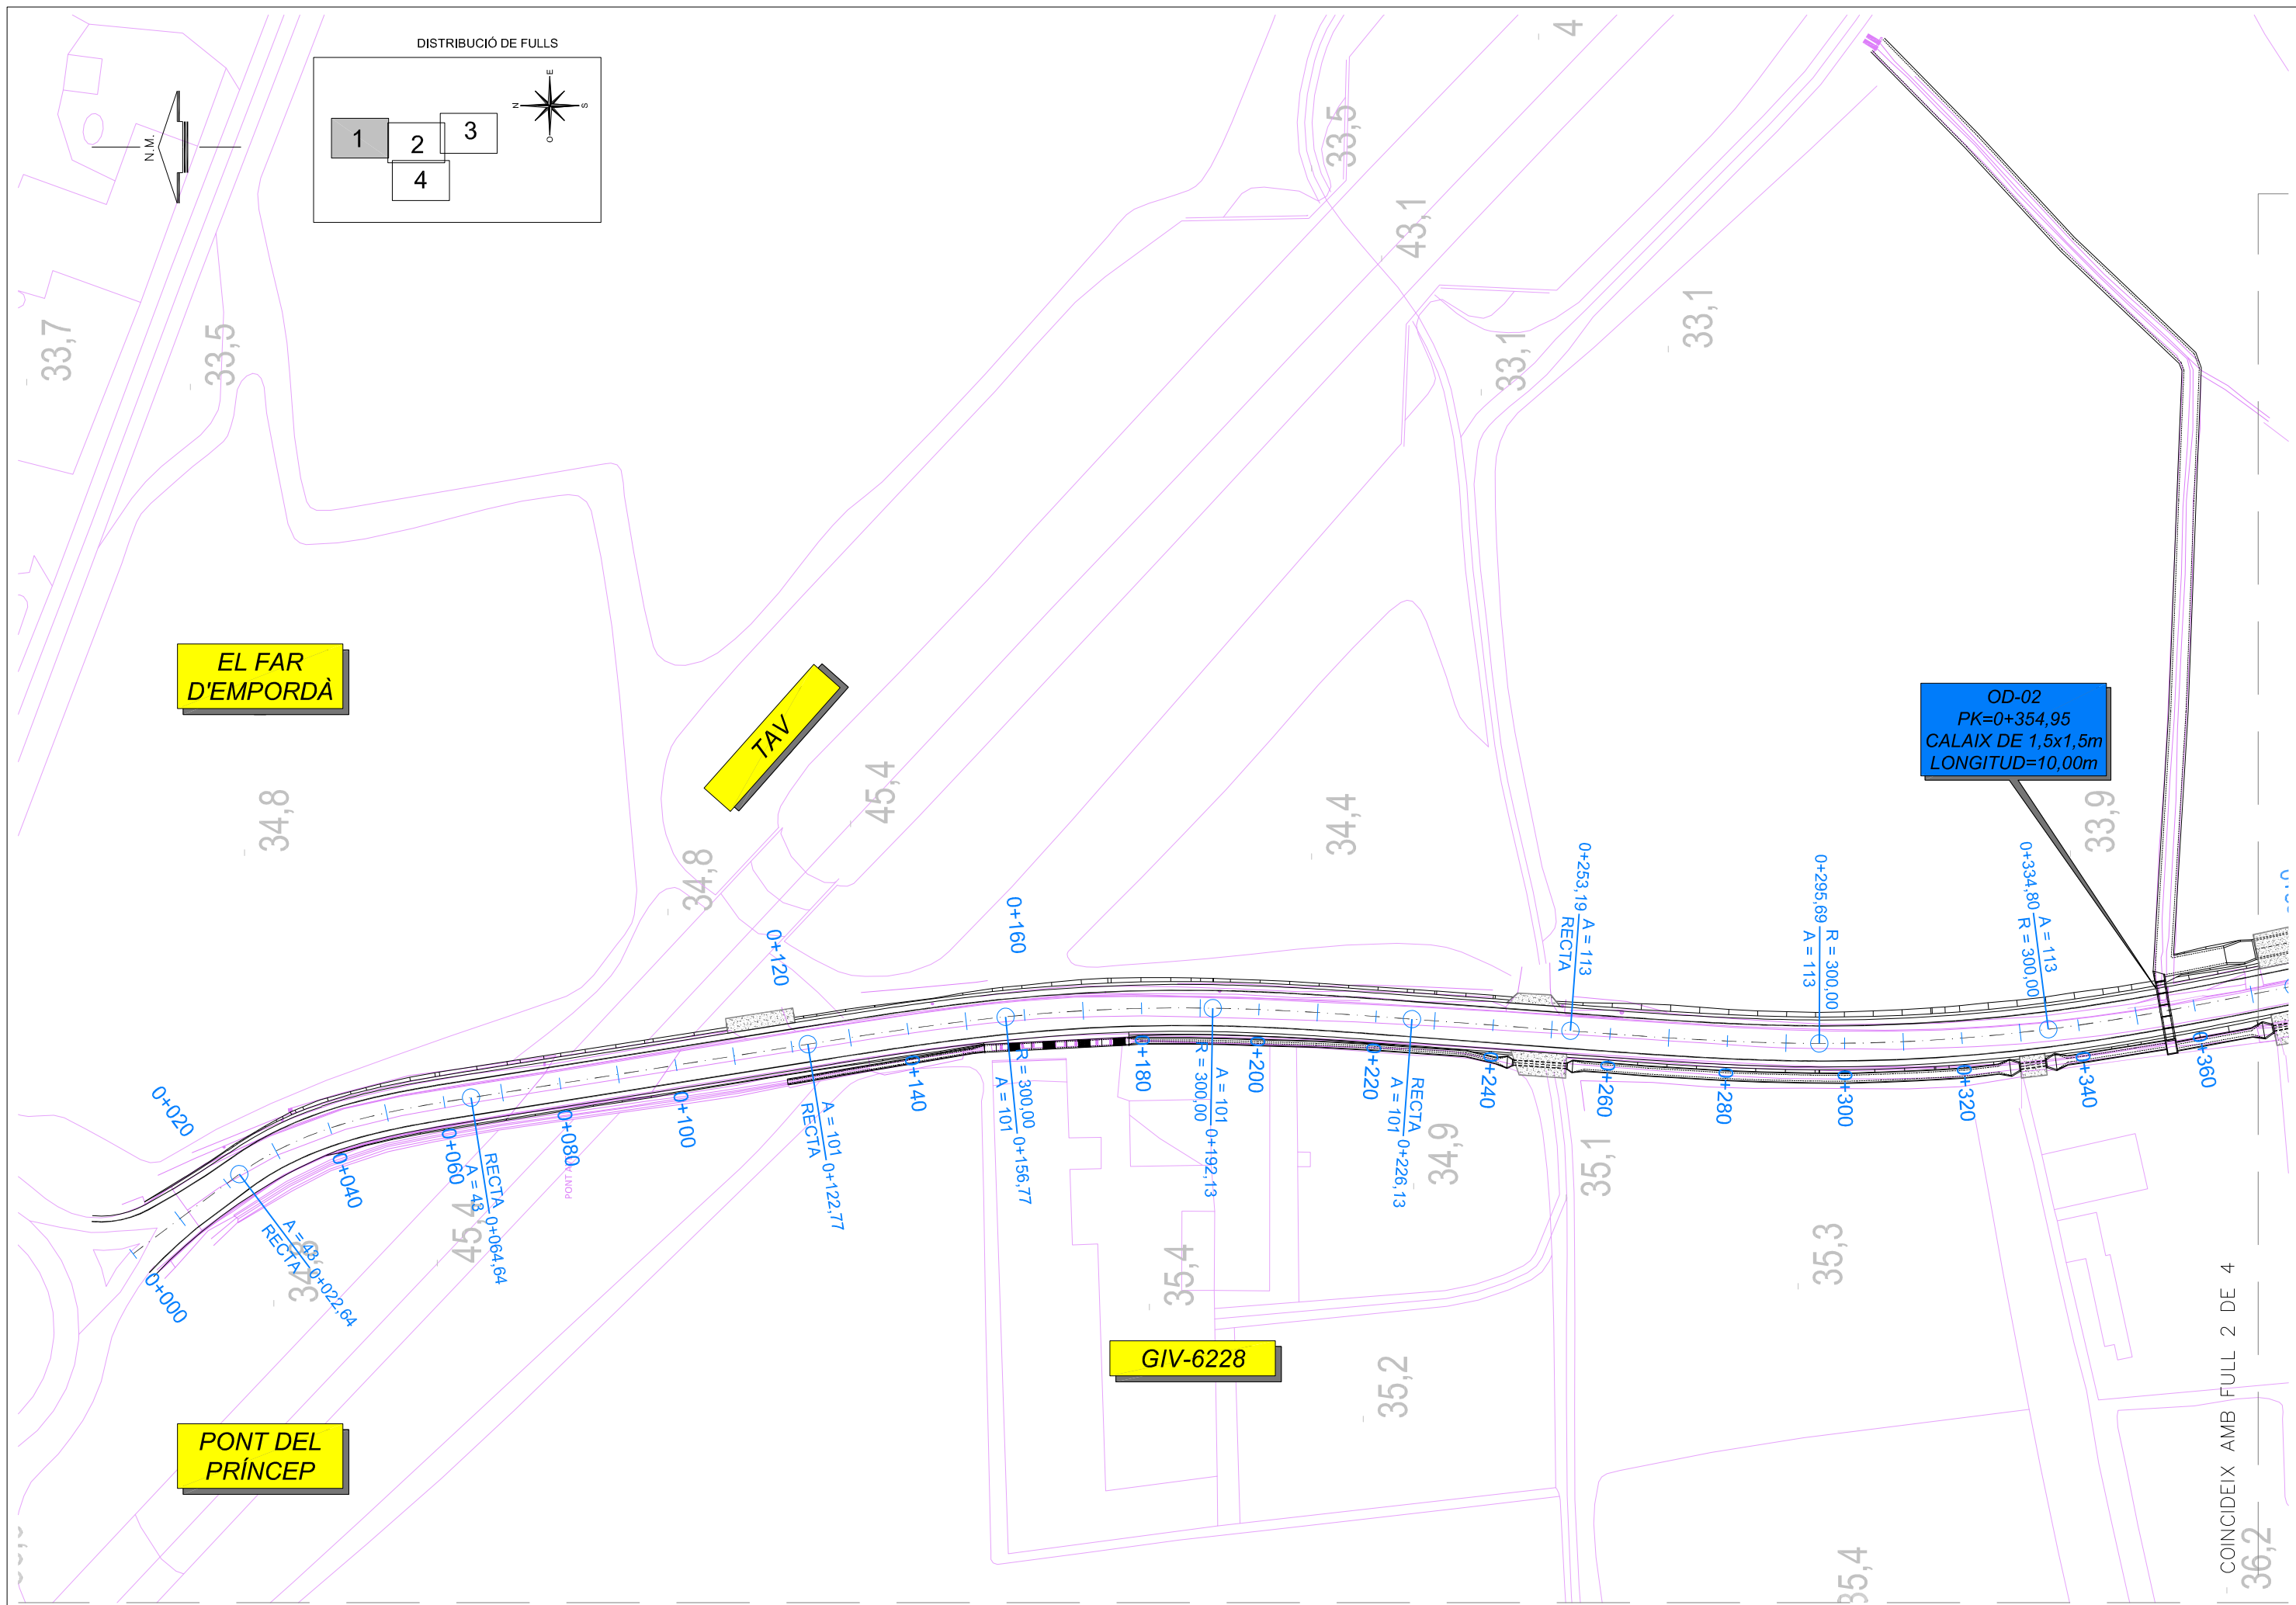 DISTRIBUCIÓ DE FULLS
1
2
3
4
N
E
S
O
N.M.
4
33,5
43,1
33,1
33,1
33,7
33,5
EL FAR
D'EMPORDÀ
TAV
OD-02
PK=0+354,95
CALAIX DE 1,5x1,5m
LONGITUD=10,00m
34,8
34,8
45,4
34,4
33,9
0+000
0+020
0+040
0+060
0+080
0+100
0+120
0+140
0+160
0+180
0+200
0+220
0+240
0+260
0+280
0+300
0+320
0+340
0+360
A = 43
RECTA
0+022,64
RECTA
A = 43
0+064,64
A = 101
RECTA
0+122,77
R = 300,00
A = 101
0+156,77
A = 101
R = 300,00
0+192,13
RECTA
A = 101
0+226,13
0+253,19
A = 113
RECTA
0+295,69
R = 300,00
A = 113
0+334,80
A = 113
R = 300,00
45,4
34,9
35,1
35,4
35,3
35,2
GIV-6228
PONT DEL
PRÍNCEP
35,4
36,2
COINCIDEIX AMB FULL 2 DE 4